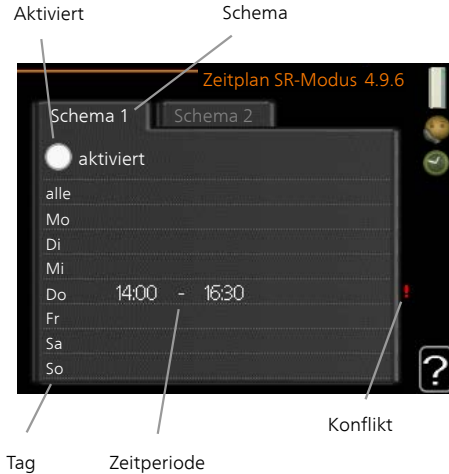 Aktiviert Schema
Zeitplan SR-Modus 4.9.6
Schema 1 Schema 2
aktiviert
alle
Mo
Di
Mi
Do 14:00 - 16:30 !
Fr
Sa
So
?
Konflikt
Tag Zeitperiode